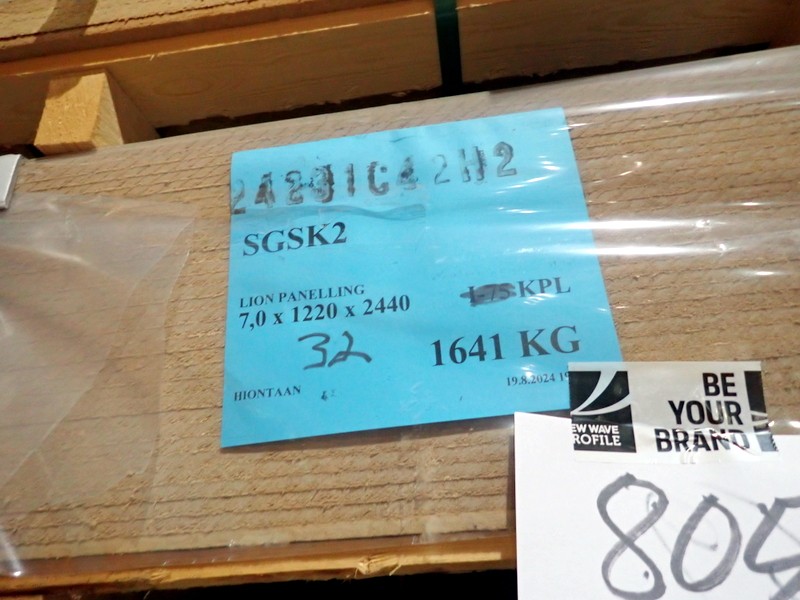 SGSK2
LION PANELLING
7,0 x 1220 x 2440
KPL
32
1641 KG
HIONTAAN
19.8.2024
BE
YOUR
BRAND
EW WAVE
ROFILE
805